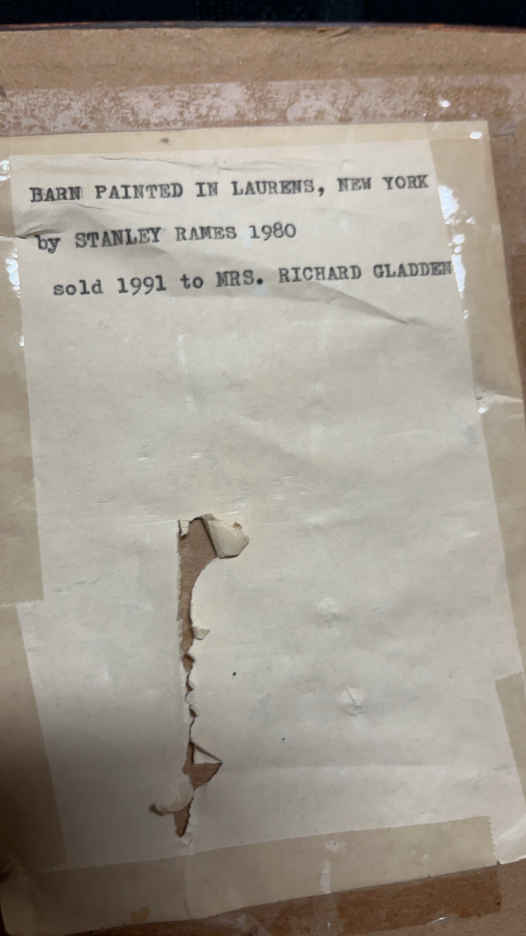 BARN PAINTED IN LAURENS, NEW YORK
by STANLEY RAMES 1980
sold 1991 to MRS. RICHARD GLADDEN